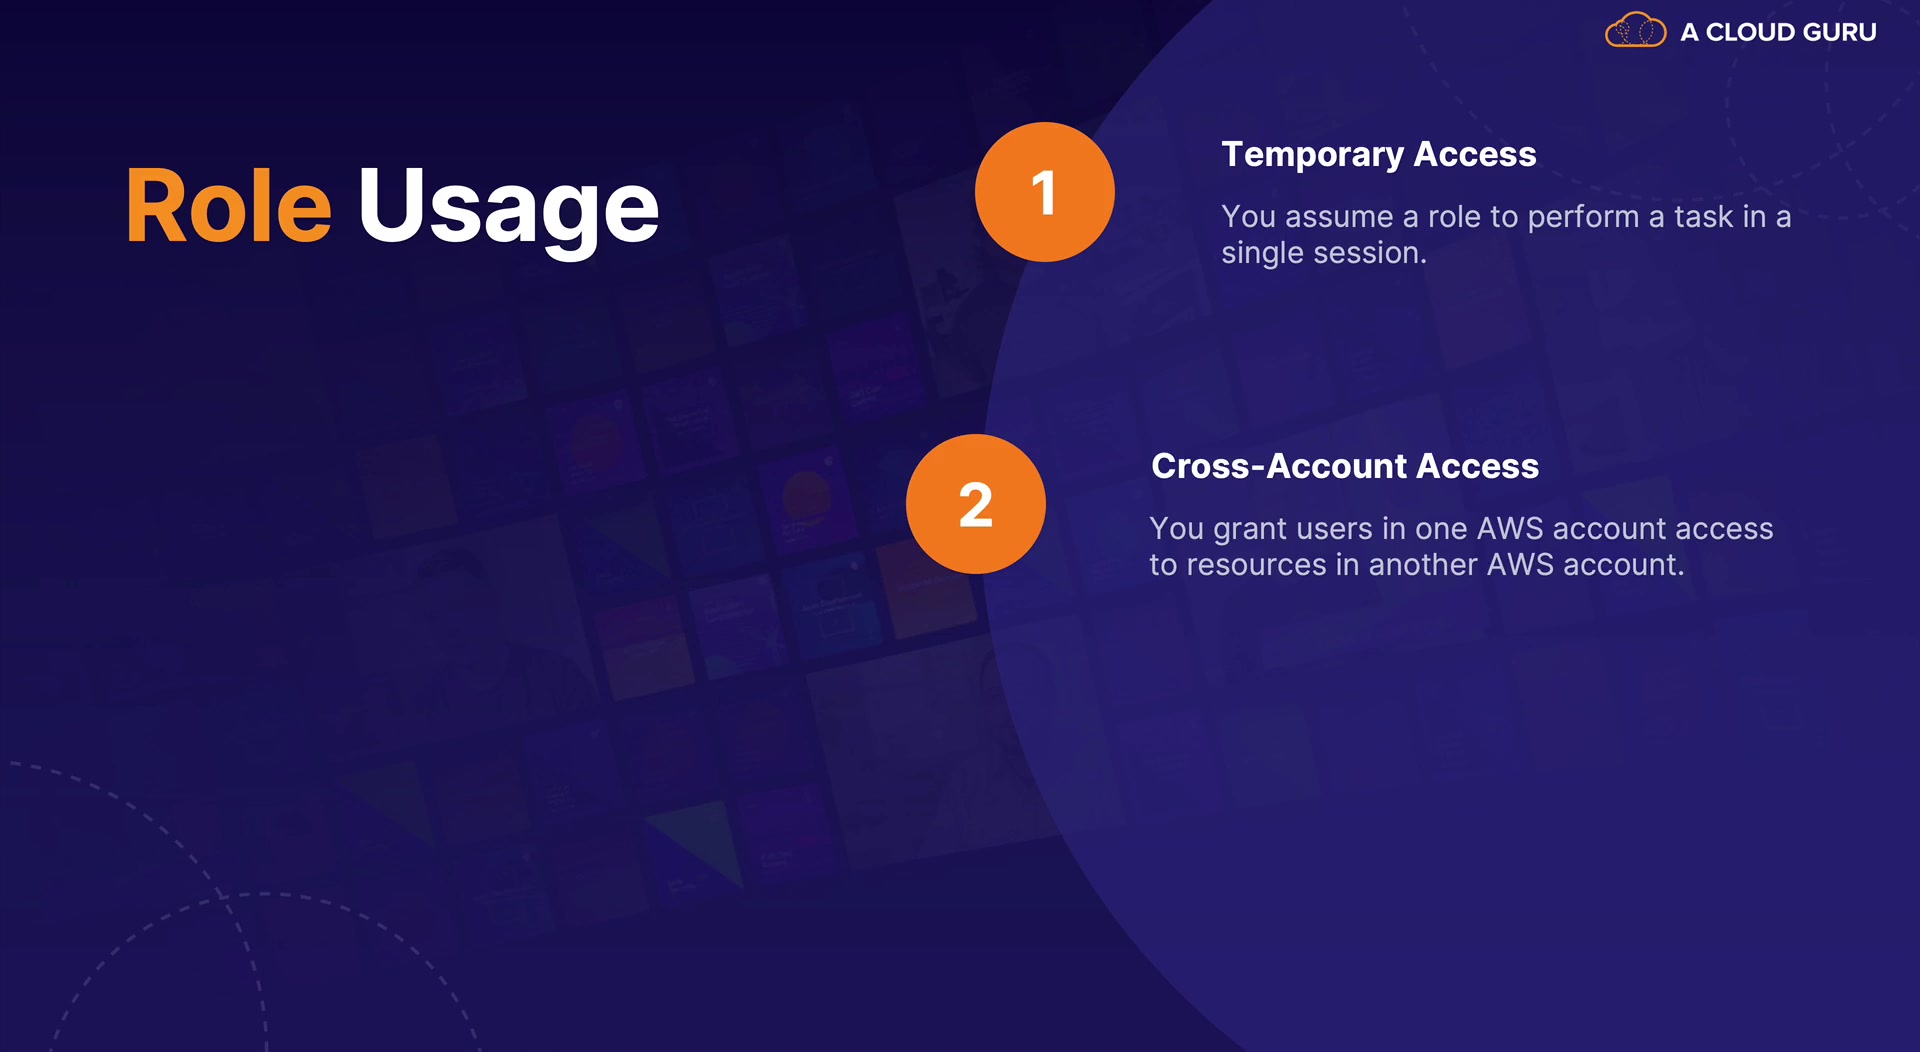 A CLOUD GURU
Role Usage
1
Temporary Access
You assume a role to perform a task in a
single session.
2
Cross-Account Access
You grant users in one AWS account access
to resources in another AWS account.